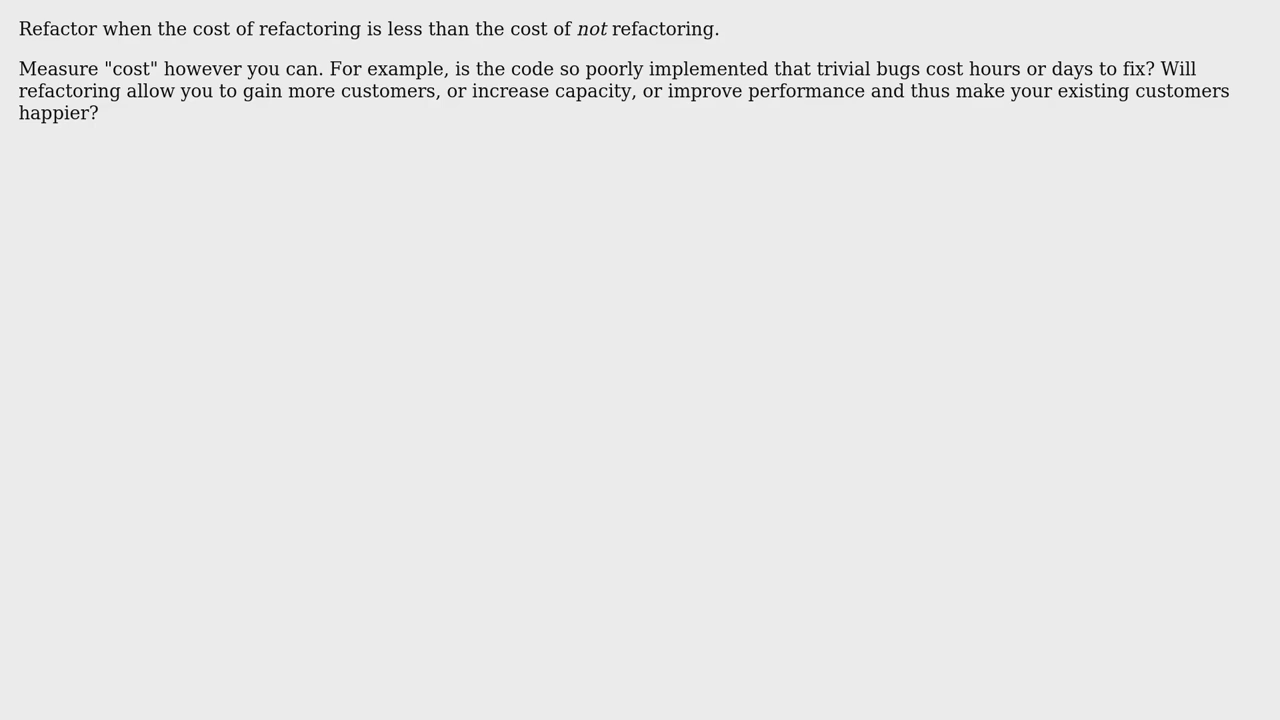 Refactor when the cost of refactoring is less than the cost of not refactoring.
Measure "cost" however you can. For example, is the code so poorly implemented that trivial bugs cost hours or days to fix? Will
refactoring allow you to gain more customers, or increase capacity, or improve performance and thus make your existing customers
happier?